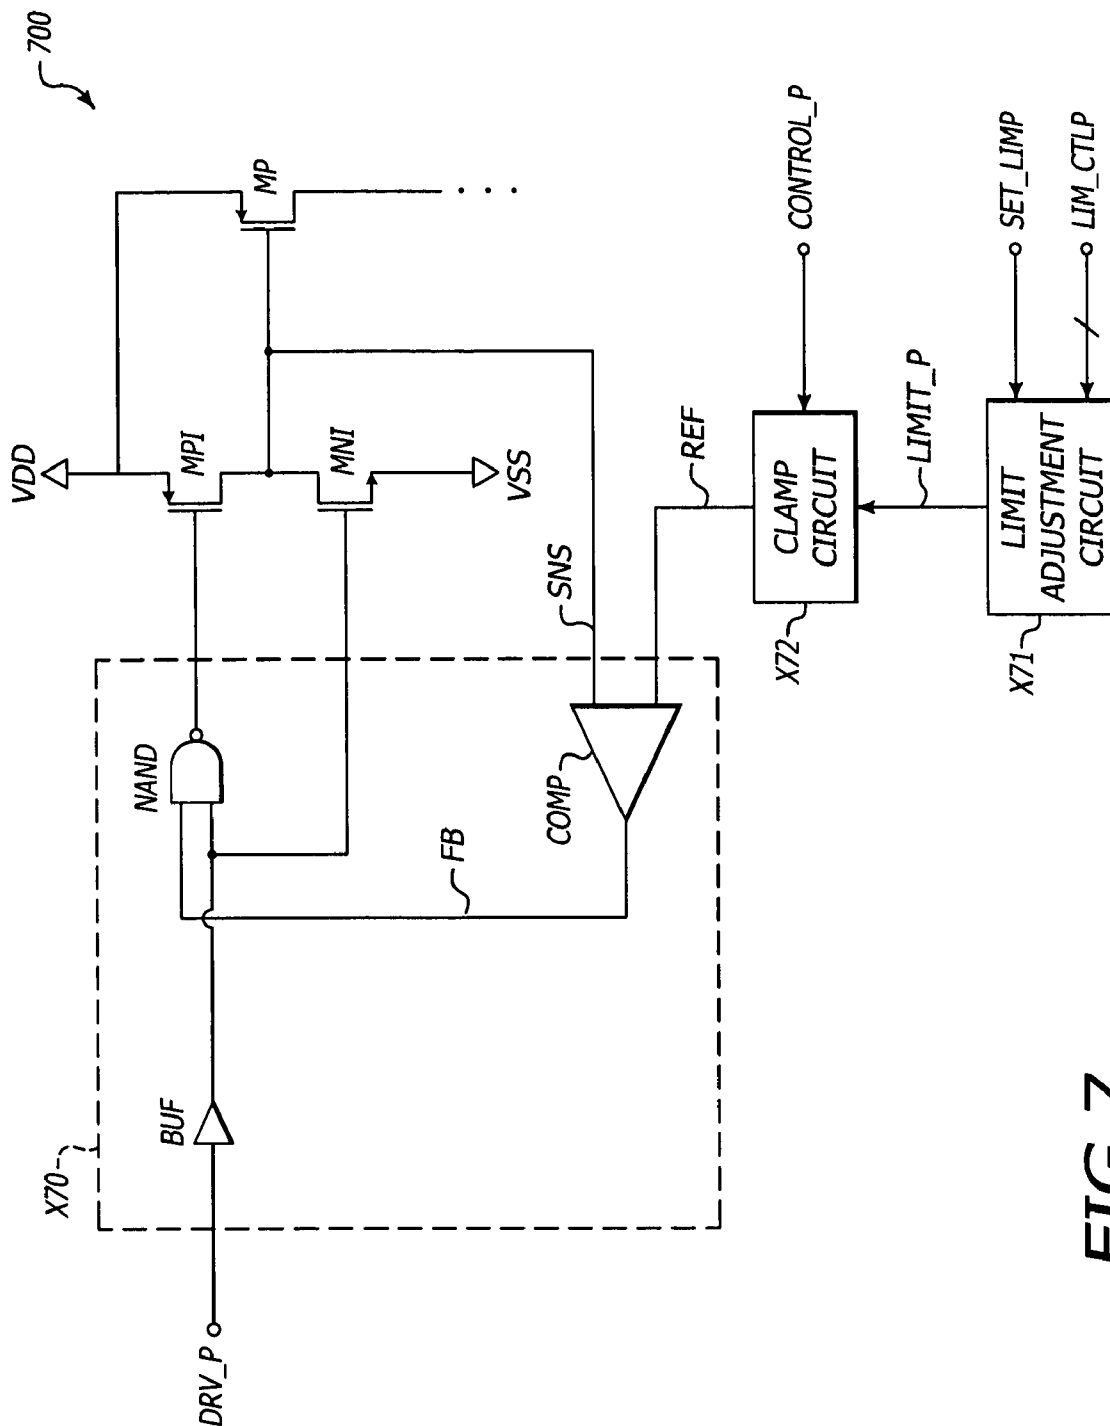 700
VDD
MPI
MP
MNI
VSS
NAND
X70
BUF
DRV_P
FB
COMP
SNS
REF
X72
CLAMP
CIRCUIT
CONTROL_P
LIMIT_P
X71
LIMIT
ADJUSTMENT
CIRCUIT
SET_LIMP
LIM_CTLP
FIG. 7